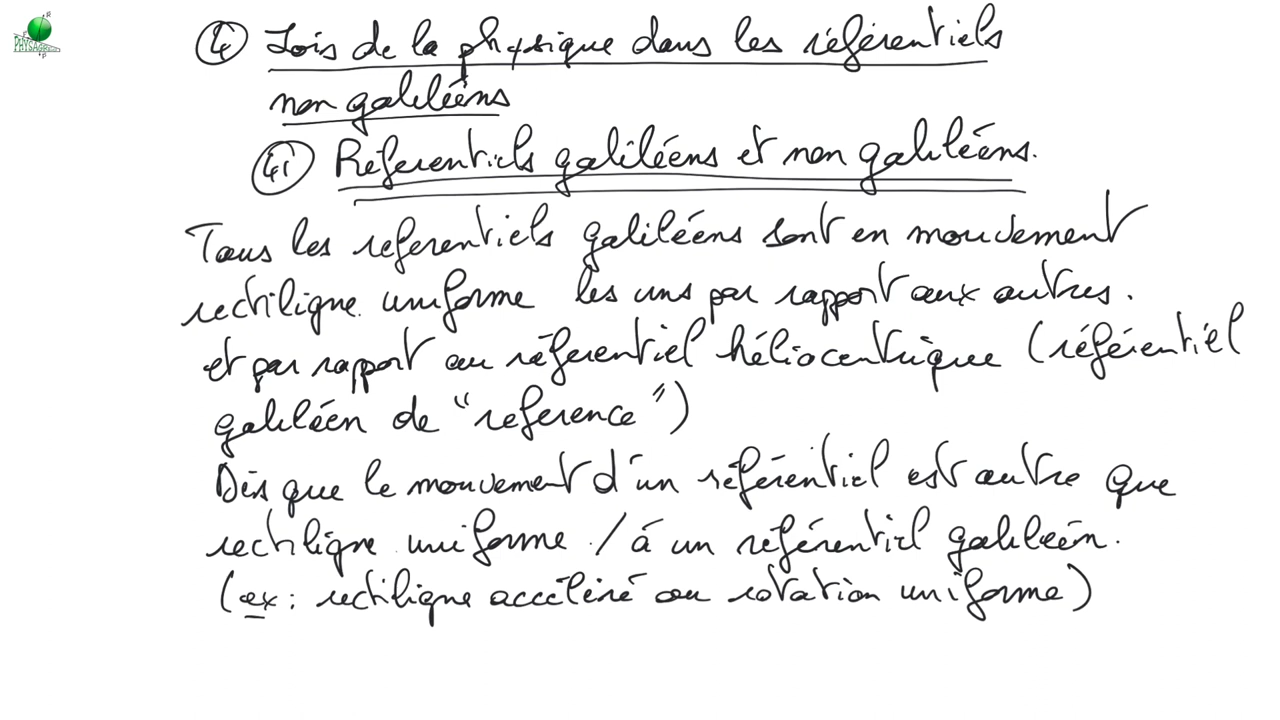 ④ Lois de la physique dans les référentiels
non galiléens
④① Référentiels galiléens et non galiléens.
Tous les referentiels galiléens sont en mouvement
rectiligne uniforme les uns par rapport aux autres.
et par rapport au référentiel héliocentrique (référentiel
galiléen de "reference")
Dès que le mouvement d'un référentiel est autre que
rectiligne uniforme / à un référentiel galiléen.
(ex : rectiligne accéléré ou rotation uniforme)